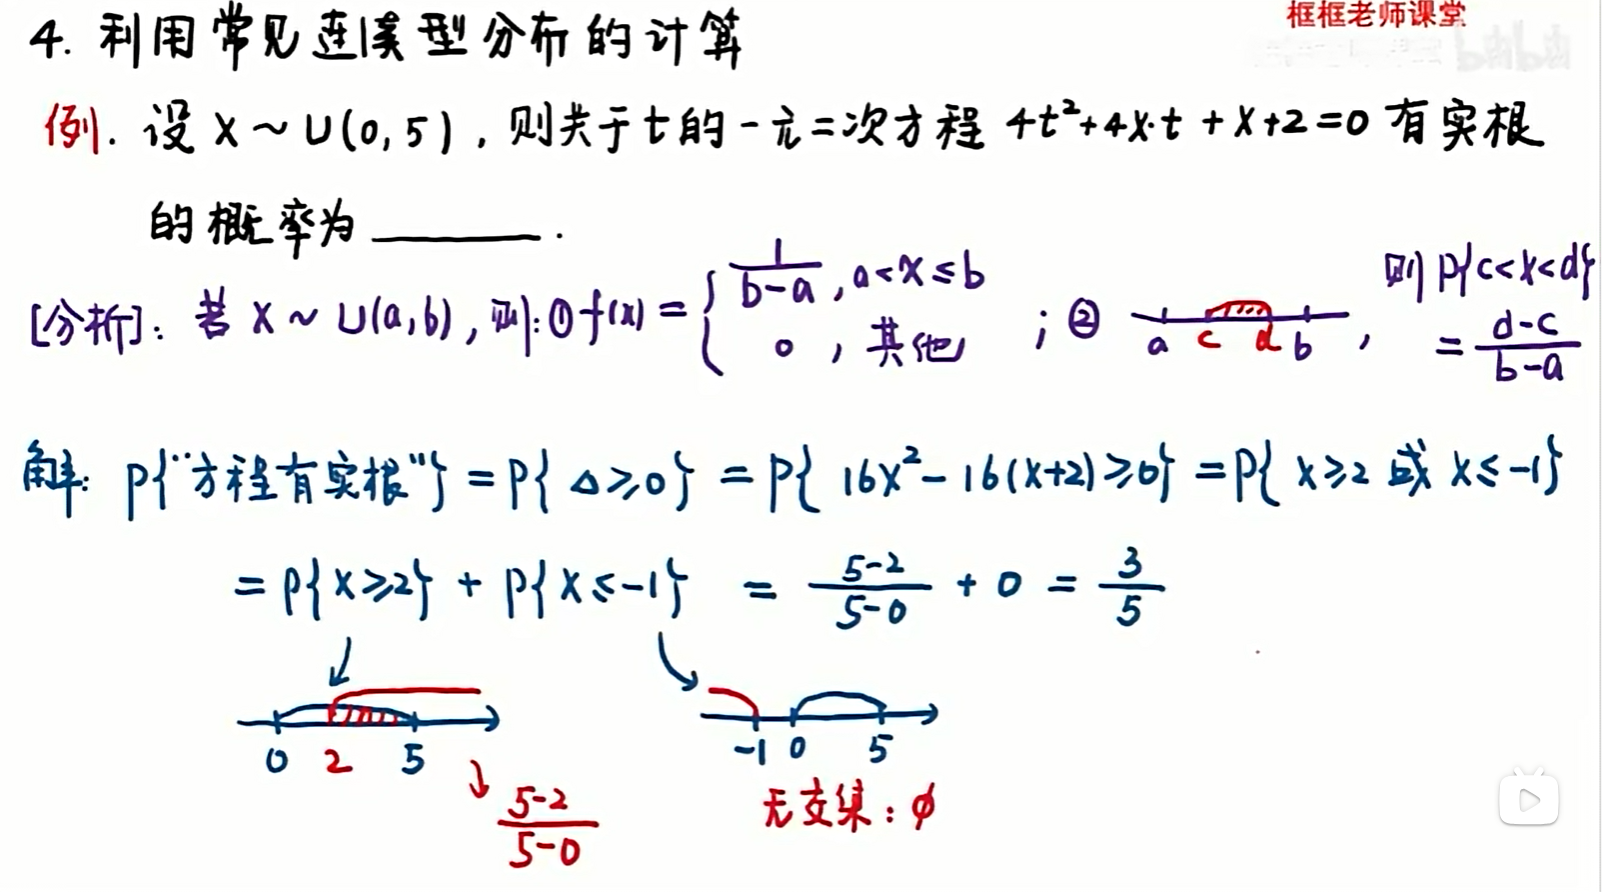 框框老师课堂
4. 利用常见连续型分布的计算
例. 设 X ~ U(0, 5), 则关于 t 的一元二次方程 4t²+4X·t+X+2=0 有实根
的概率为 ______ .
[分析]: 若 X ~ U(a,b), 则: ① f(x) = { 1/(b-a), a<x≤b ; 0, 其他 ; ② a c d b , 则 P{c<X<d} = (d-c)/(b-a)
解: P{"方程有实根"} = P{Δ≥0} = P{16X²-16(X+2)≥0} = P{X≥2 或 X≤-1}
= P{X≥2} + P{X≤-1} = (5-2)/(5-0) + 0 = 3/5
0 2 5
-1 0 5
(5-2)/(5-0)
无交集: ϕ